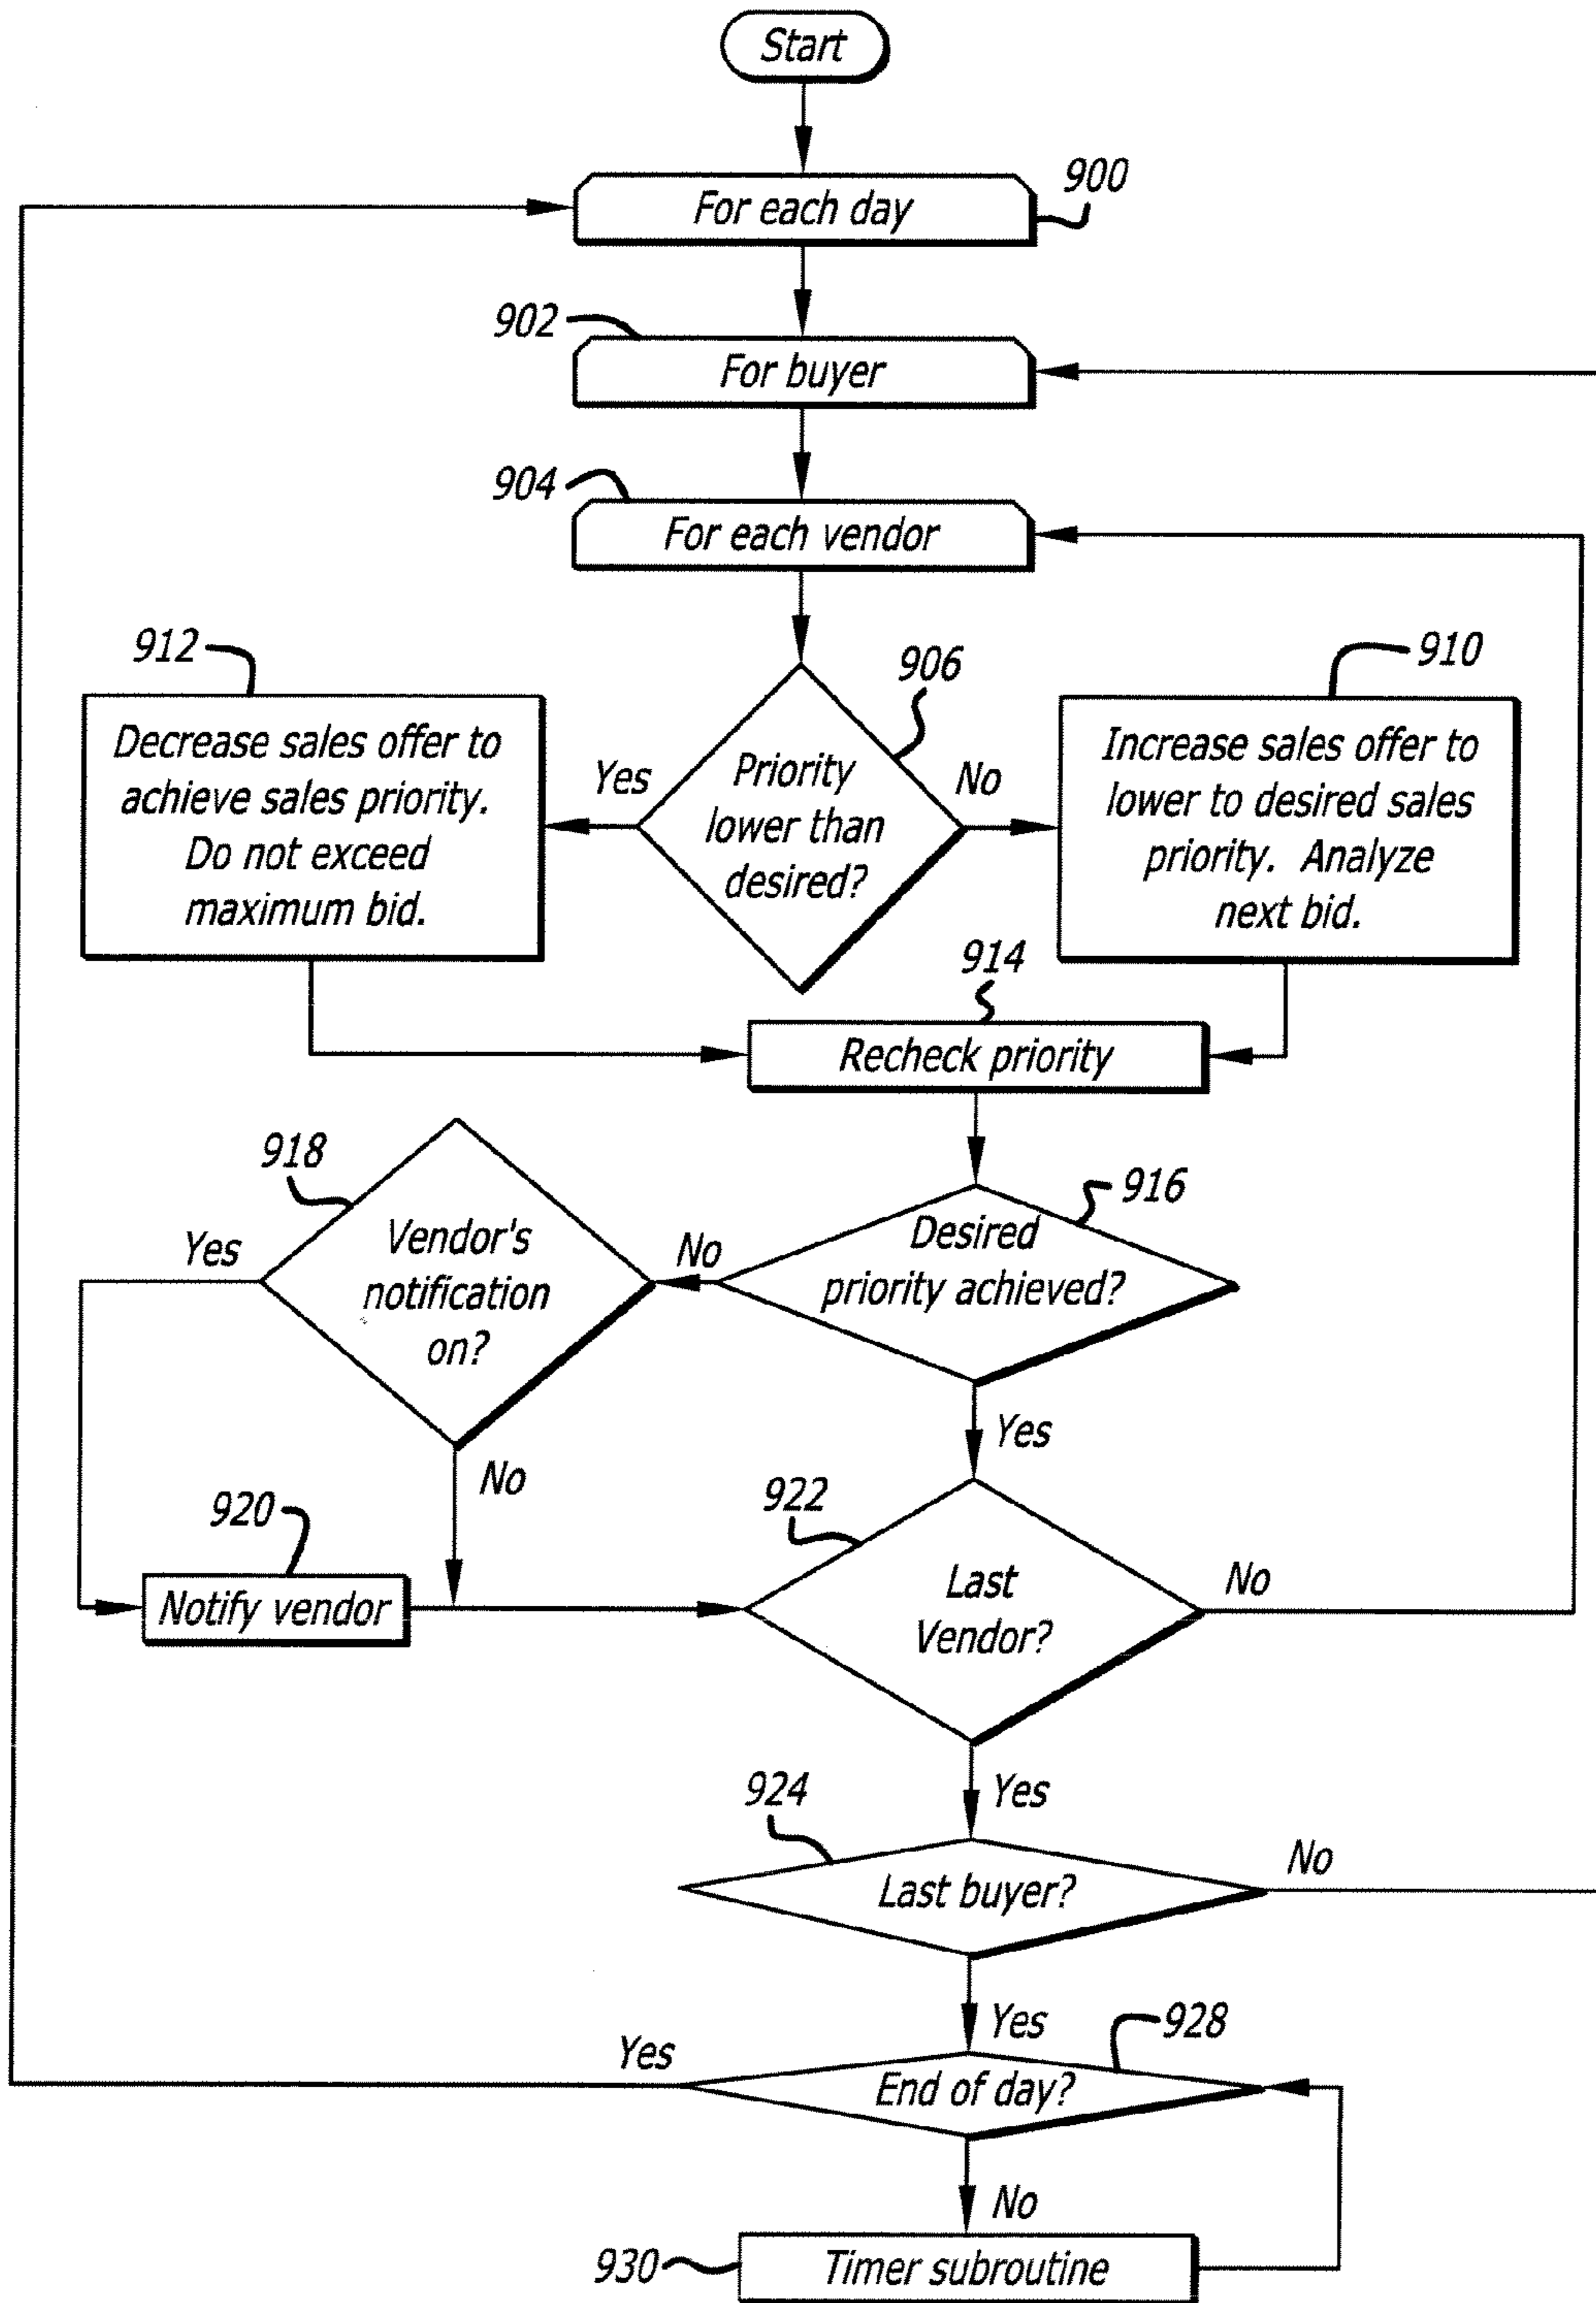 Start
For each day
900
902
For buyer
904
For each vendor
912
906
910
Decrease sales offer to
achieve sales priority.
Do not exceed
maximum bid.
Yes
Priority
lower than
desired?
No
Increase sales offer to
lower to desired sales
priority. Analyze
next bid.
914
Recheck priority
918
916
Yes
Vendor's
notification
on?
No
Desired
priority achieved?
No
Yes
920
922
Notify vendor
Last
Vendor?
No
Yes
924
Last buyer?
No
Yes
928
Yes
End of day?
No
930
Timer subroutine